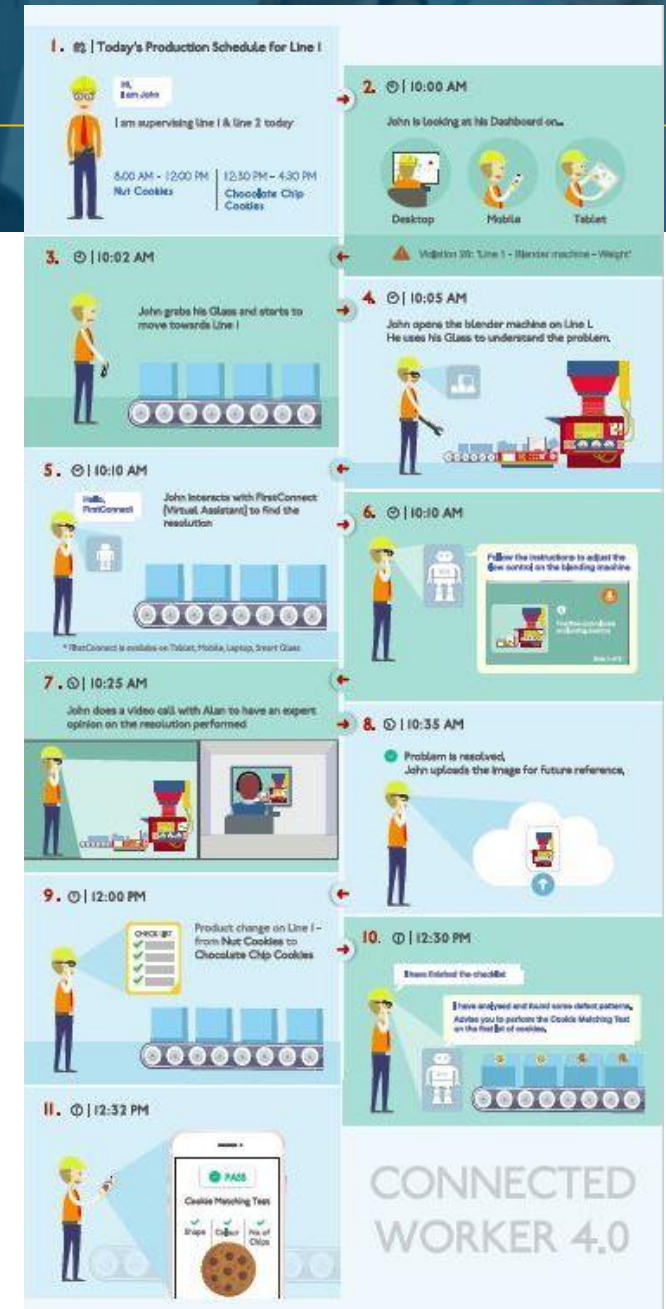 1. | Today's Production Schedule for Line 1
Hi,
I am John
I am supervising line 1 & line 2 today
8:00 AM - 12:00 PM
Nut Cookies
12:30 PM - 4:30 PM
Chocolate Chip
Cookies
2. | 10:00 AM
John is looking at his Dashboard on...
Desktop
Mobile
Tablet
"Line 1 - Blender machine - Weight"
3. | 10:02 AM
John grabs his Glass and starts to
move towards Line 1
4. | 10:05 AM
John opens the blender machine on Line 1.
He uses his Glass to understand the problem.
5. | 10:10 AM
Hello,
FirstConnect
John interacts with FirstConnect
(Virtual Assistant) to find the
resolution
* FirstConnect is available on Tablet, Mobile, Laptop, Smart Glass
6. | 10:10 AM
Follow the instructions to adjust the
flow control on the blending machine
7. | 10:25 AM
John does a video call with Alan to have an expert
opinion on the resolution performed
8. | 10:35 AM
Problem is resolved,
John uploads the image for future reference,
9. | 12:00 PM
CHECK LIST
Product change on Line 1 -
from Nut Cookies to
Chocolate Chip Cookies
10. | 12:30 PM
I have finished the checklist
I have analysed and found some defect patterns,
Advise you to perform the Cookie Matching Test
on the first lot of cookies,
11. | 12:32 PM
PASS
Cookie Matching Test
Shape
Colour
No. of
Chips
CONNECTED
WORKER 4.0